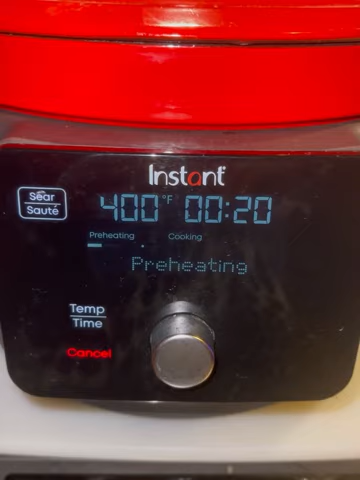 Instant
Sear
Sauté
400°F 00:20
Preheating Cooking
Preheating
Temp
Time
Cancel